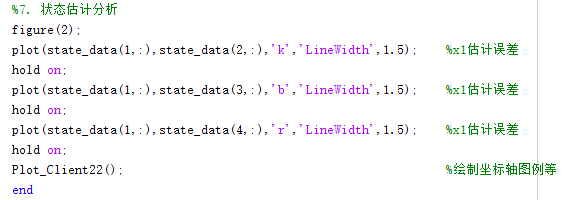 %7. 状态估计分析
figure(2);
plot(state_data(1,:),state_data(2,:),'k','LineWidth',1.5); %x1估计误差
hold on;
plot(state_data(1,:),state_data(3,:),'b','LineWidth',1.5); %x1估计误差
hold on;
plot(state_data(1,:),state_data(4,:),'r','LineWidth',1.5); %x1估计误差
hold on;
Plot_Client22(); %绘制坐标轴图例等
end